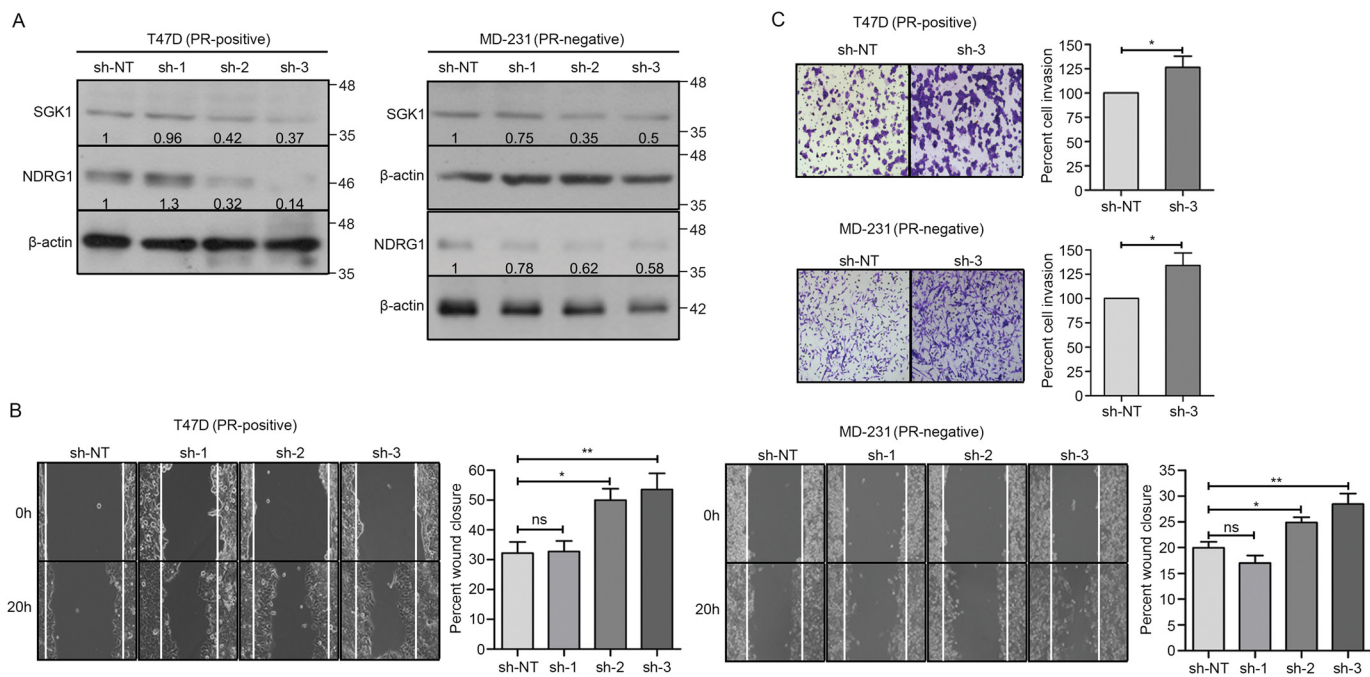 A
T47D (PR-positive)
sh-NT sh-1 sh-2 sh-3
48
SGK1
35
1 0.96 0.42 0.37
NDRG1
46
1 1.3 0.32 0.14
48
β-actin
35
MD-231 (PR-negative)
sh-NT sh-1 sh-2 sh-3
48
SGK1
35
1 0.75 0.35 0.5
48
β-actin
35
48
NDRG1
35
1 0.78 0.62 0.58
β-actin
42
C
T47D (PR-positive)
sh-NT sh-3
Percent cell invasion
150
125
100
75
50
25
0
*
sh-NT sh-3
MD-231 (PR-negative)
sh-NT sh-3
Percent cell invasion
150
125
100
75
50
25
0
*
sh-NT sh-3
B
T47D (PR-positive)
sh-NT sh-1 sh-2 sh-3
0h
20h
Percent wound closure
60
50
40
30
20
10
0
**
*
ns
sh-NT sh-1 sh-2 sh-3
MD-231 (PR-negative)
sh-NT sh-1 sh-2 sh-3
0h
20h
Percent wound closure
35
30
25
20
15
10
5
0
**
*
ns
sh-NT sh-1 sh-2 sh-3